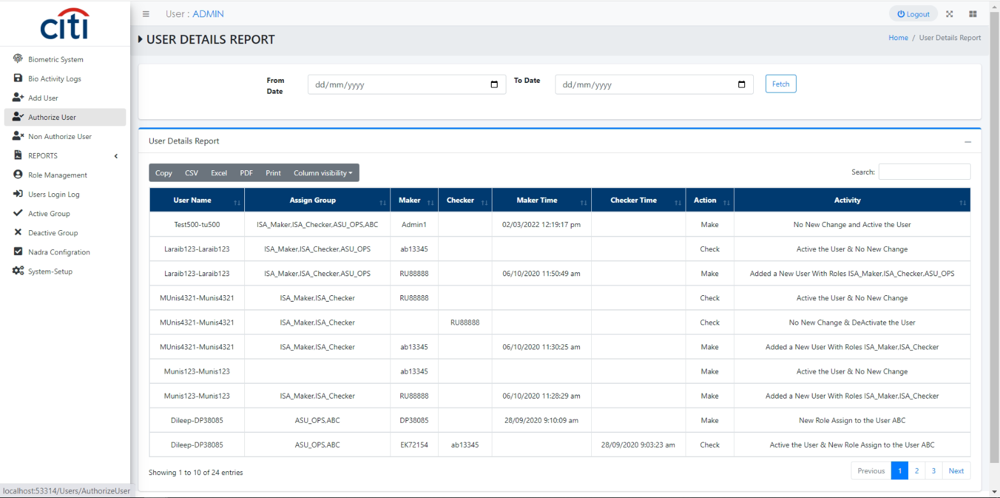 citi
User : ADMIN
Logout
USER DETAILS REPORT
Home / User Details Report
Biometric System
Bio Activity Logs
Add User
Authorize User
Non Authorize User
REPORTS
Role Management
Users Login Log
Active Group
Deactive Group
Nadra Configration
System-Setup
From Date dd/mm/yyyy To Date dd/mm/yyyy Fetch
User Details Report
Copy CSV Excel PDF Print Column visibility Search:
User Name Assign Group Maker Checker Maker Time Checker Time Action Activity
Test500-tu500 ISA_Maker,ISA_Checker,ASU_OPS,ABC Admin1 02/03/2022 12:19:17 pm Make No New Change and Active the User
Laraib123-Laraib123 ISA_Maker,ISA_Checker,ASU_OPS ab13345 Check Active the User & No New Change
Laraib123-Laraib123 ISA_Maker,ISA_Checker,ASU_OPS RU88888 06/10/2020 11:50:49 am Make Added a New User With Roles ISA_Maker,ISA_Checker,ASU_OPS
MUnis4321-Munis4321 ISA_Maker,ISA_Checker RU88888 Check Active the User & No New Change
MUnis4321-Munis4321 ISA_Maker,ISA_Checker RU88888 Check No New Change & DeActivate the User
MUnis4321-Munis4321 ISA_Maker,ISA_Checker ab13345 06/10/2020 11:30:25 am Make Added a New User With Roles ISA_Maker,ISA_Checker
Munis123-Munis123 ab13345 Make Active the User & No New Change
Munis123-Munis123 ISA_Maker,ISA_Checker RU88888 06/10/2020 11:28:29 am Make Added a New User With Roles ISA_Maker,ISA_Checker
Dileep-DP38085 ASU_OPS,ABC DP38085 28/09/2020 9:10:09 am Make New Role Assign to the User ABC
Dileep-DP38085 ASU_OPS,ABC EK72154 ab13345 28/09/2020 9:03:23 am Check Active the User & New Role Assign to the User ABC
Showing 1 to 10 of 24 entries
Previous 1 2 3 Next
localhost:53314/Users/AuthorizeUser